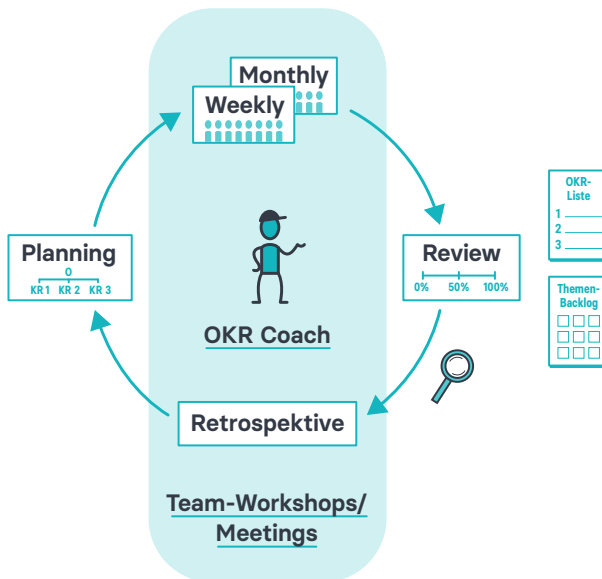 Monthly
Weekly
Planning
O
KR 1 KR 2 KR 3
Review
0% 50% 100%
OKR-
Liste
1
2
3
Themen-
Backlog
OKR Coach
Retrospektive
Team-Workshops/
Meetings